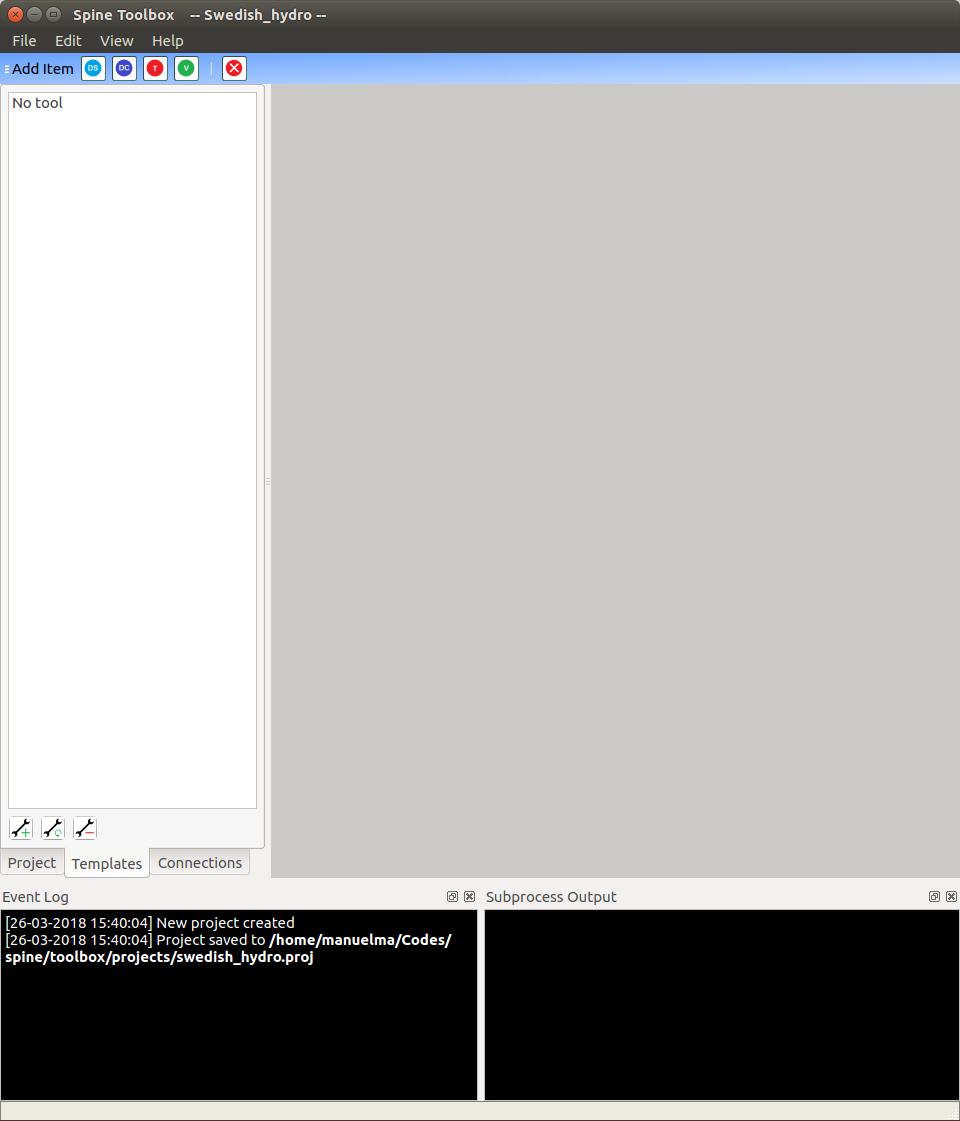 Spine Toolbox -- Swedish_hydro --
File Edit View Help
Add Item DS DC T V
No tool
Project Templates Connections
Event Log
[26-03-2018 15:40:04] New project created
[26-03-2018 15:40:04] Project saved to /home/manuelma/Codes/
spine/toolbox/projects/swedish_hydro.proj
Subprocess Output